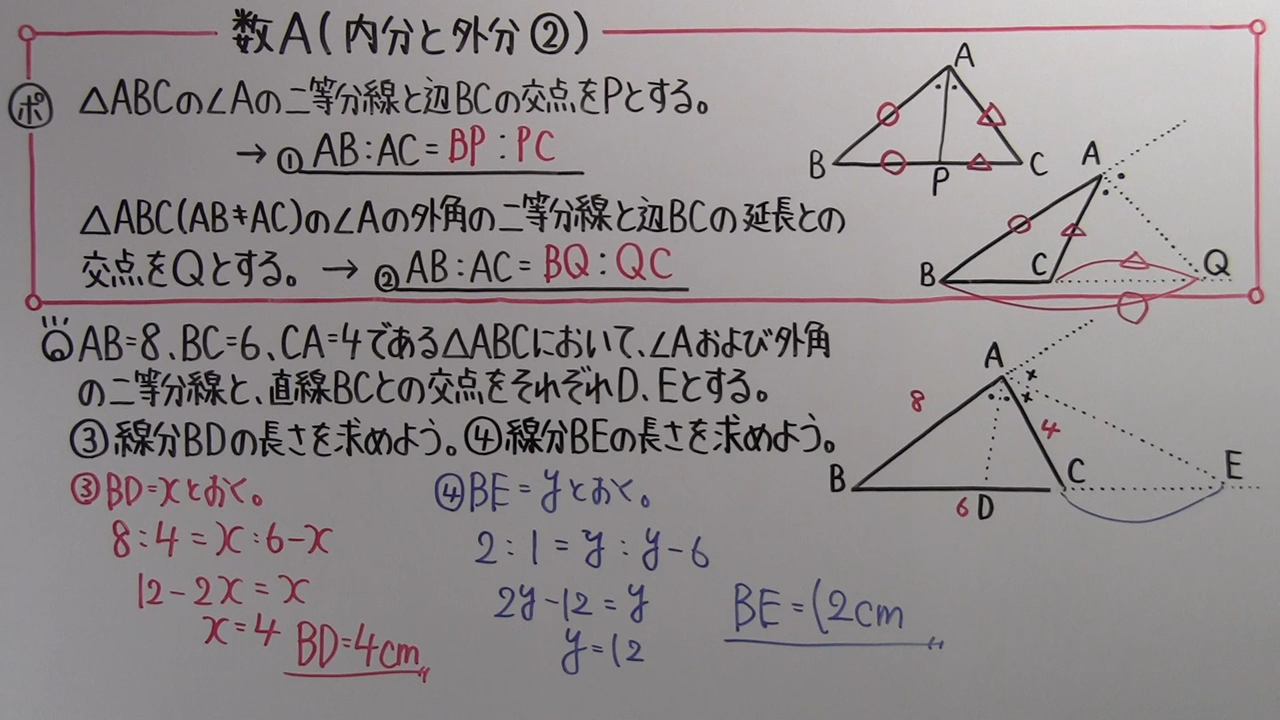 数A(内分と外分②)
ポ
△ABCの∠Aの二等分線と辺BCの交点をPとする。
→ ① AB:AC=BP:PC
△ABC(AB≠AC)の∠Aの外角の二等分線と辺BCの延長との
交点をQとする。 → ② AB:AC=BQ:QC
A
B
P
C
A
B
C
Q
AB=8、BC=6、CA=4である△ABCにおいて、∠Aおよび外角
の二等分線と、直線BCとの交点をそれぞれD、Eとする。
③線分BDの長さを求めよう。④線分BEの長さを求めよう。
A
8
4
B
6 D
C
E
③BD=xとおく。
8:4=x:6-x
12-2x=x
x=4
BD=4cm
④BE=yとおく。
2:1=y:y-6
2y-12=y
y=12
BE=12cm